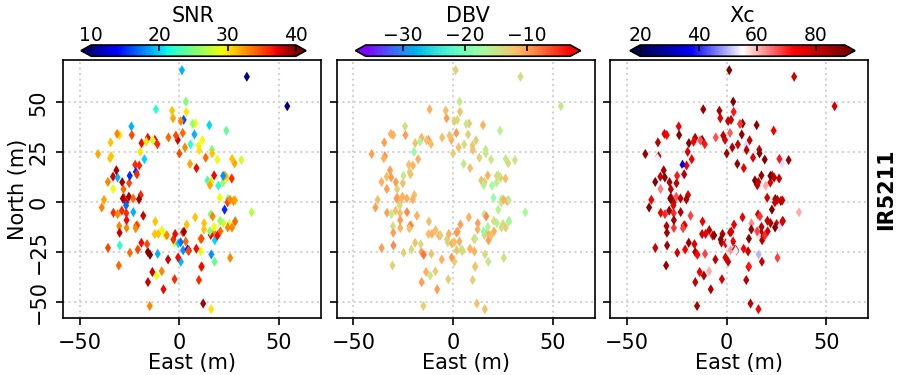 SNR DBV Xc
10 20 30 40 −30 −20 −10 20 40 60 80
50
25
0
−25
−50
North (m)
IR5211
−50 0 50 −50 0 50 −50 0 50
East (m) East (m) East (m)